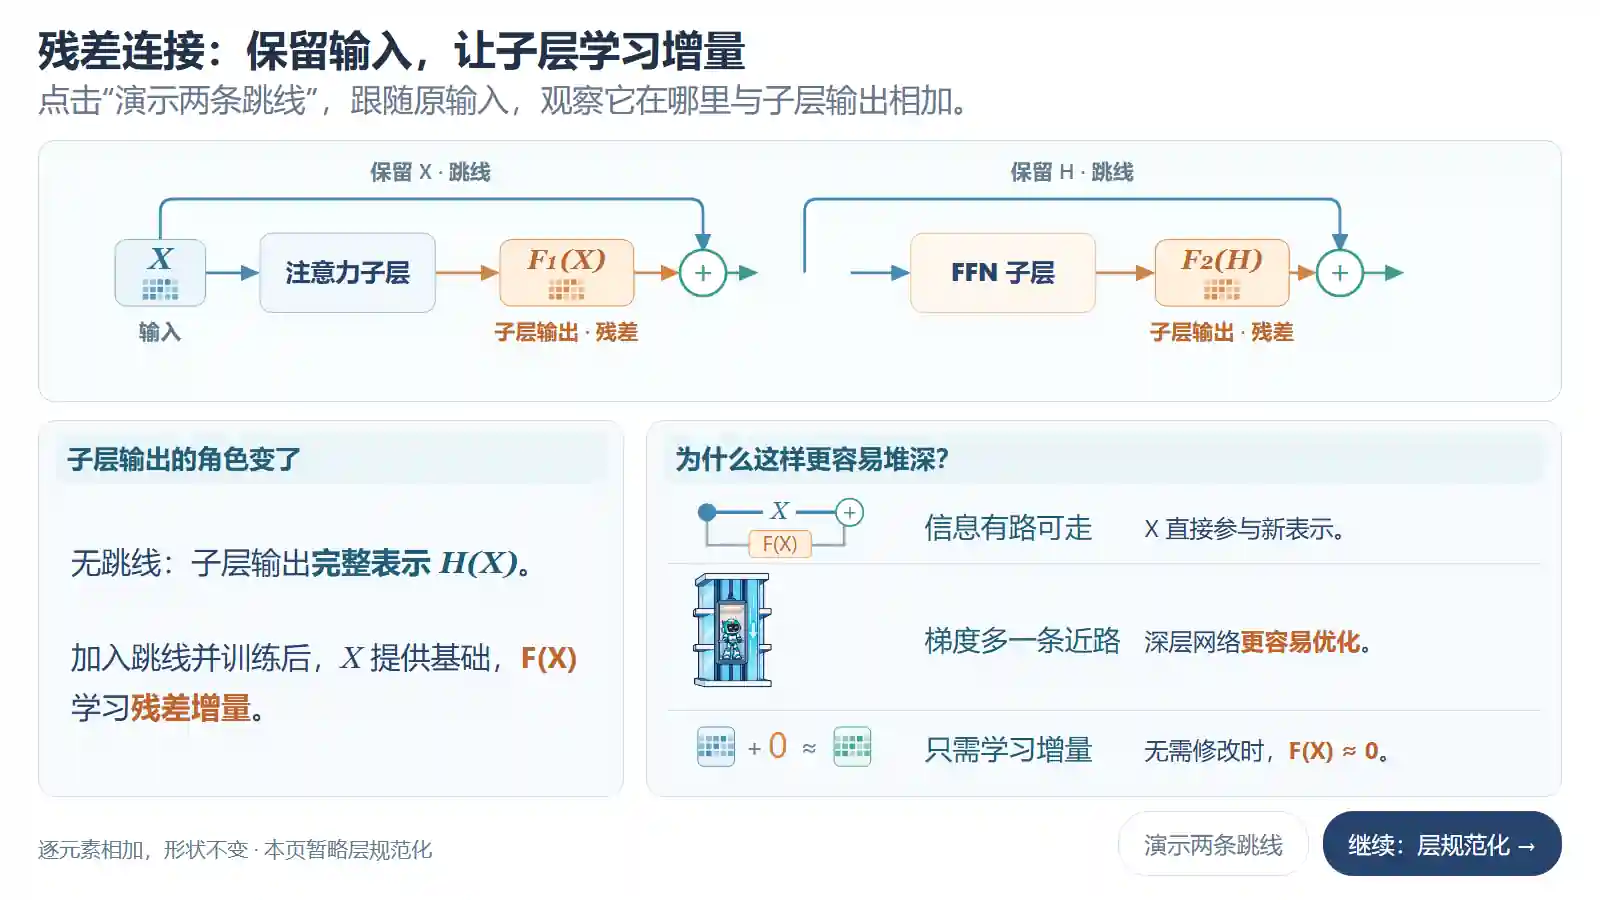 残差连接：保留输入，让子层学习增量
点击“演示两条跳线”，跟随原输入，观察它在哪里与子层输出相加。
保留 X · 跳线
保留 H · 跳线
X
注意力子层
F₁(X)
+
FFN 子层
F₂(H)
+
输入
子层输出 · 残差
子层输出 · 残差
子层输出的角色变了
无跳线：子层输出完整表示 H(X)。
加入跳线并训练后，X 提供基础，F(X)
学习残差增量。
为什么这样更容易堆深？
X
+
F(X)
信息有路可走
X 直接参与新表示。
梯度多一条近路
深层网络更容易优化。
+ 0 ≈
只需学习增量
无需修改时，F(X) ≈ 0。
逐元素相加，形状不变 · 本页暂略层规范化
演示两条跳线
继续：层规范化 →